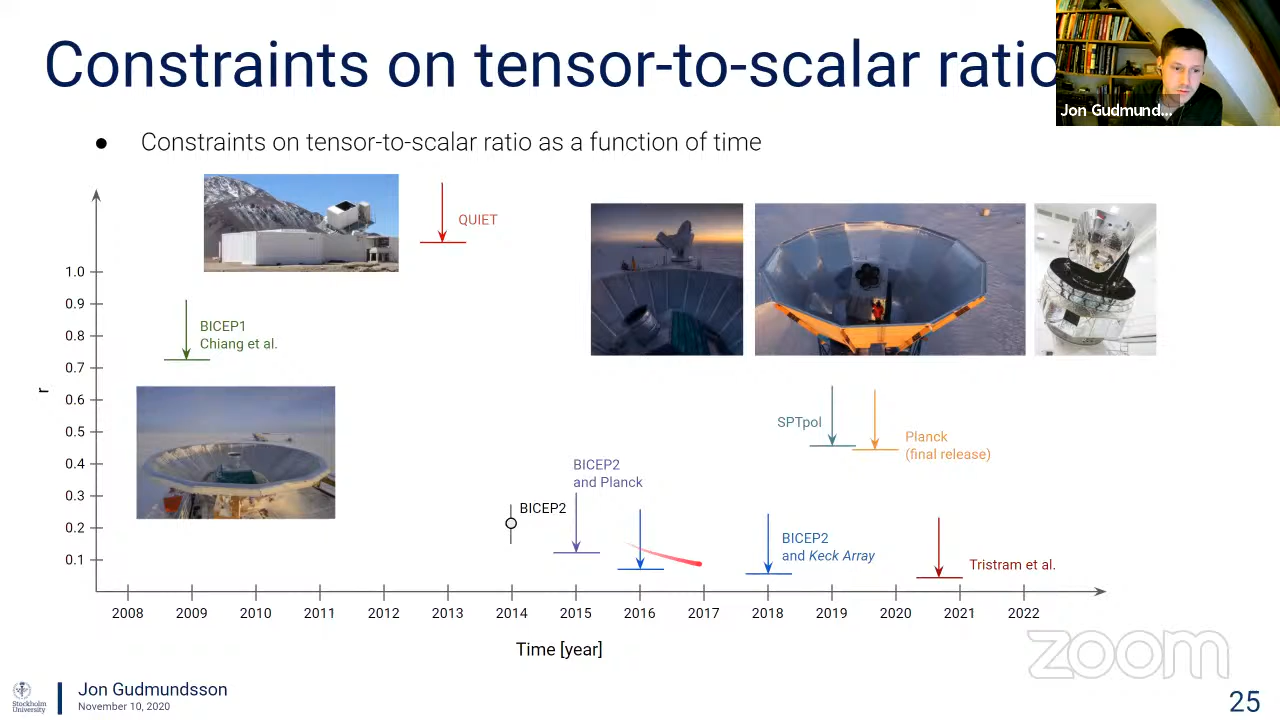 Constraints on tensor-to-scalar ratio
Jon Gudmund...
● Constraints on tensor-to-scalar ratio as a function of time
QUIET
1.0
0.9
BICEP1
Chiang et al.
0.8
0.7
r
0.6
0.5
SPTpol
Planck
(final release)
0.4
BICEP2
and Planck
0.3
BICEP2
0.2
BICEP2
and Keck Array
0.1
Tristram et al.
2008 2009 2010 2011 2012 2013 2014 2015 2016 2017 2018 2019 2020 2021 2022
Time [year]
zoom
Stockholm
University
Jon Gudmundsson
November 10, 2020
25